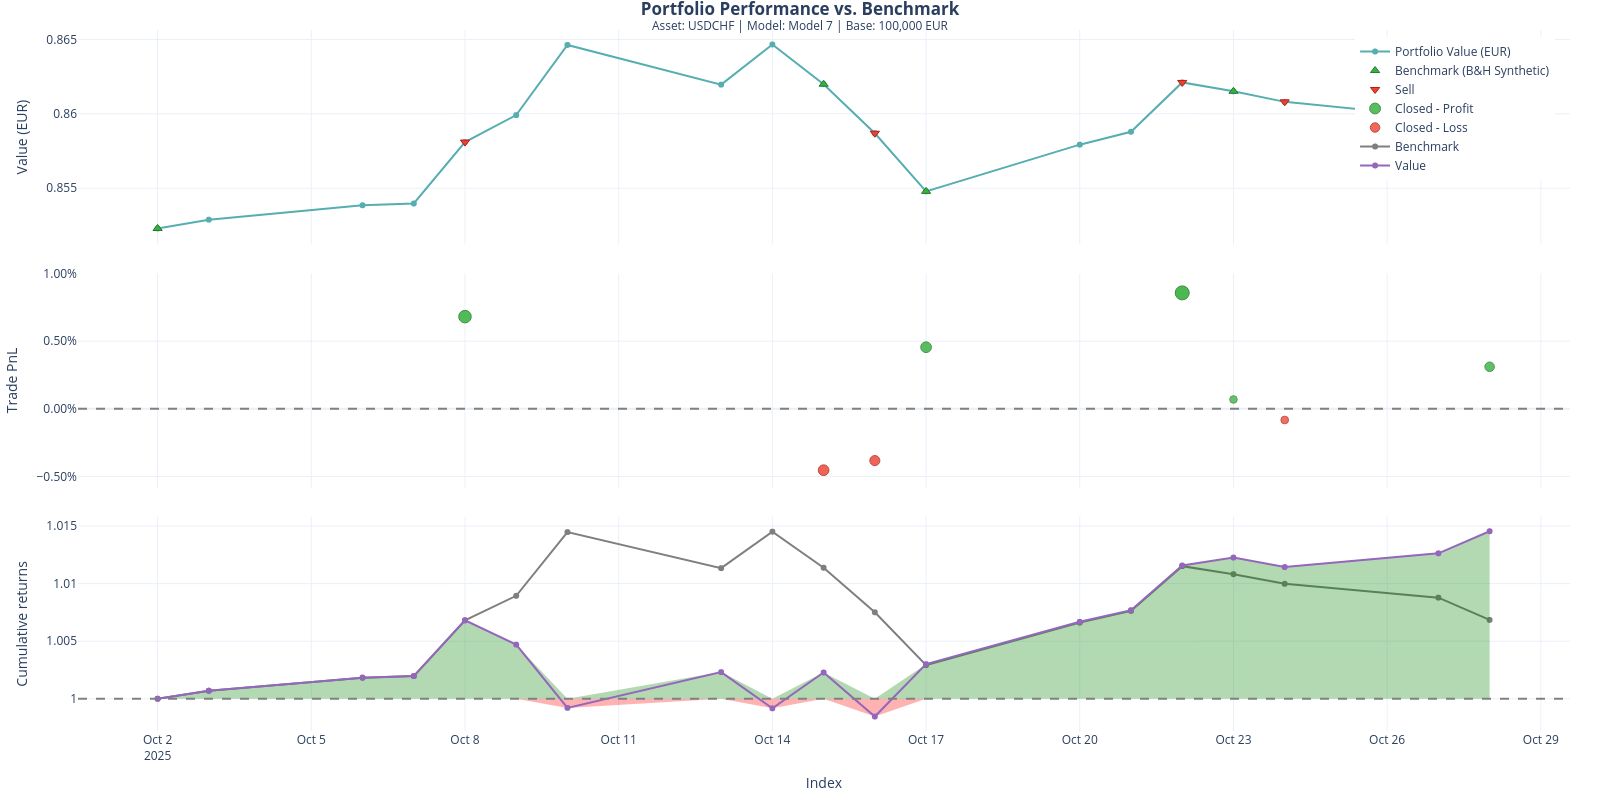 Portfolio Performance vs. Benchmark
Asset: USDCHF | Model: Model 7 | Base: 100,000 EUR
Value (EUR)
0.865
0.86
0.855
Portfolio Value (EUR)
Benchmark (B&H Synthetic)
Sell
Closed - Profit
Closed - Loss
Benchmark
Value
Trade PnL
1.00%
0.50%
0.00%
−0.50%
Cumulative returns
1.015
1.01
1.005
1
Oct 2
2025
Oct 5
Oct 8
Oct 11
Oct 14
Oct 17
Oct 20
Oct 23
Oct 26
Oct 29
Index